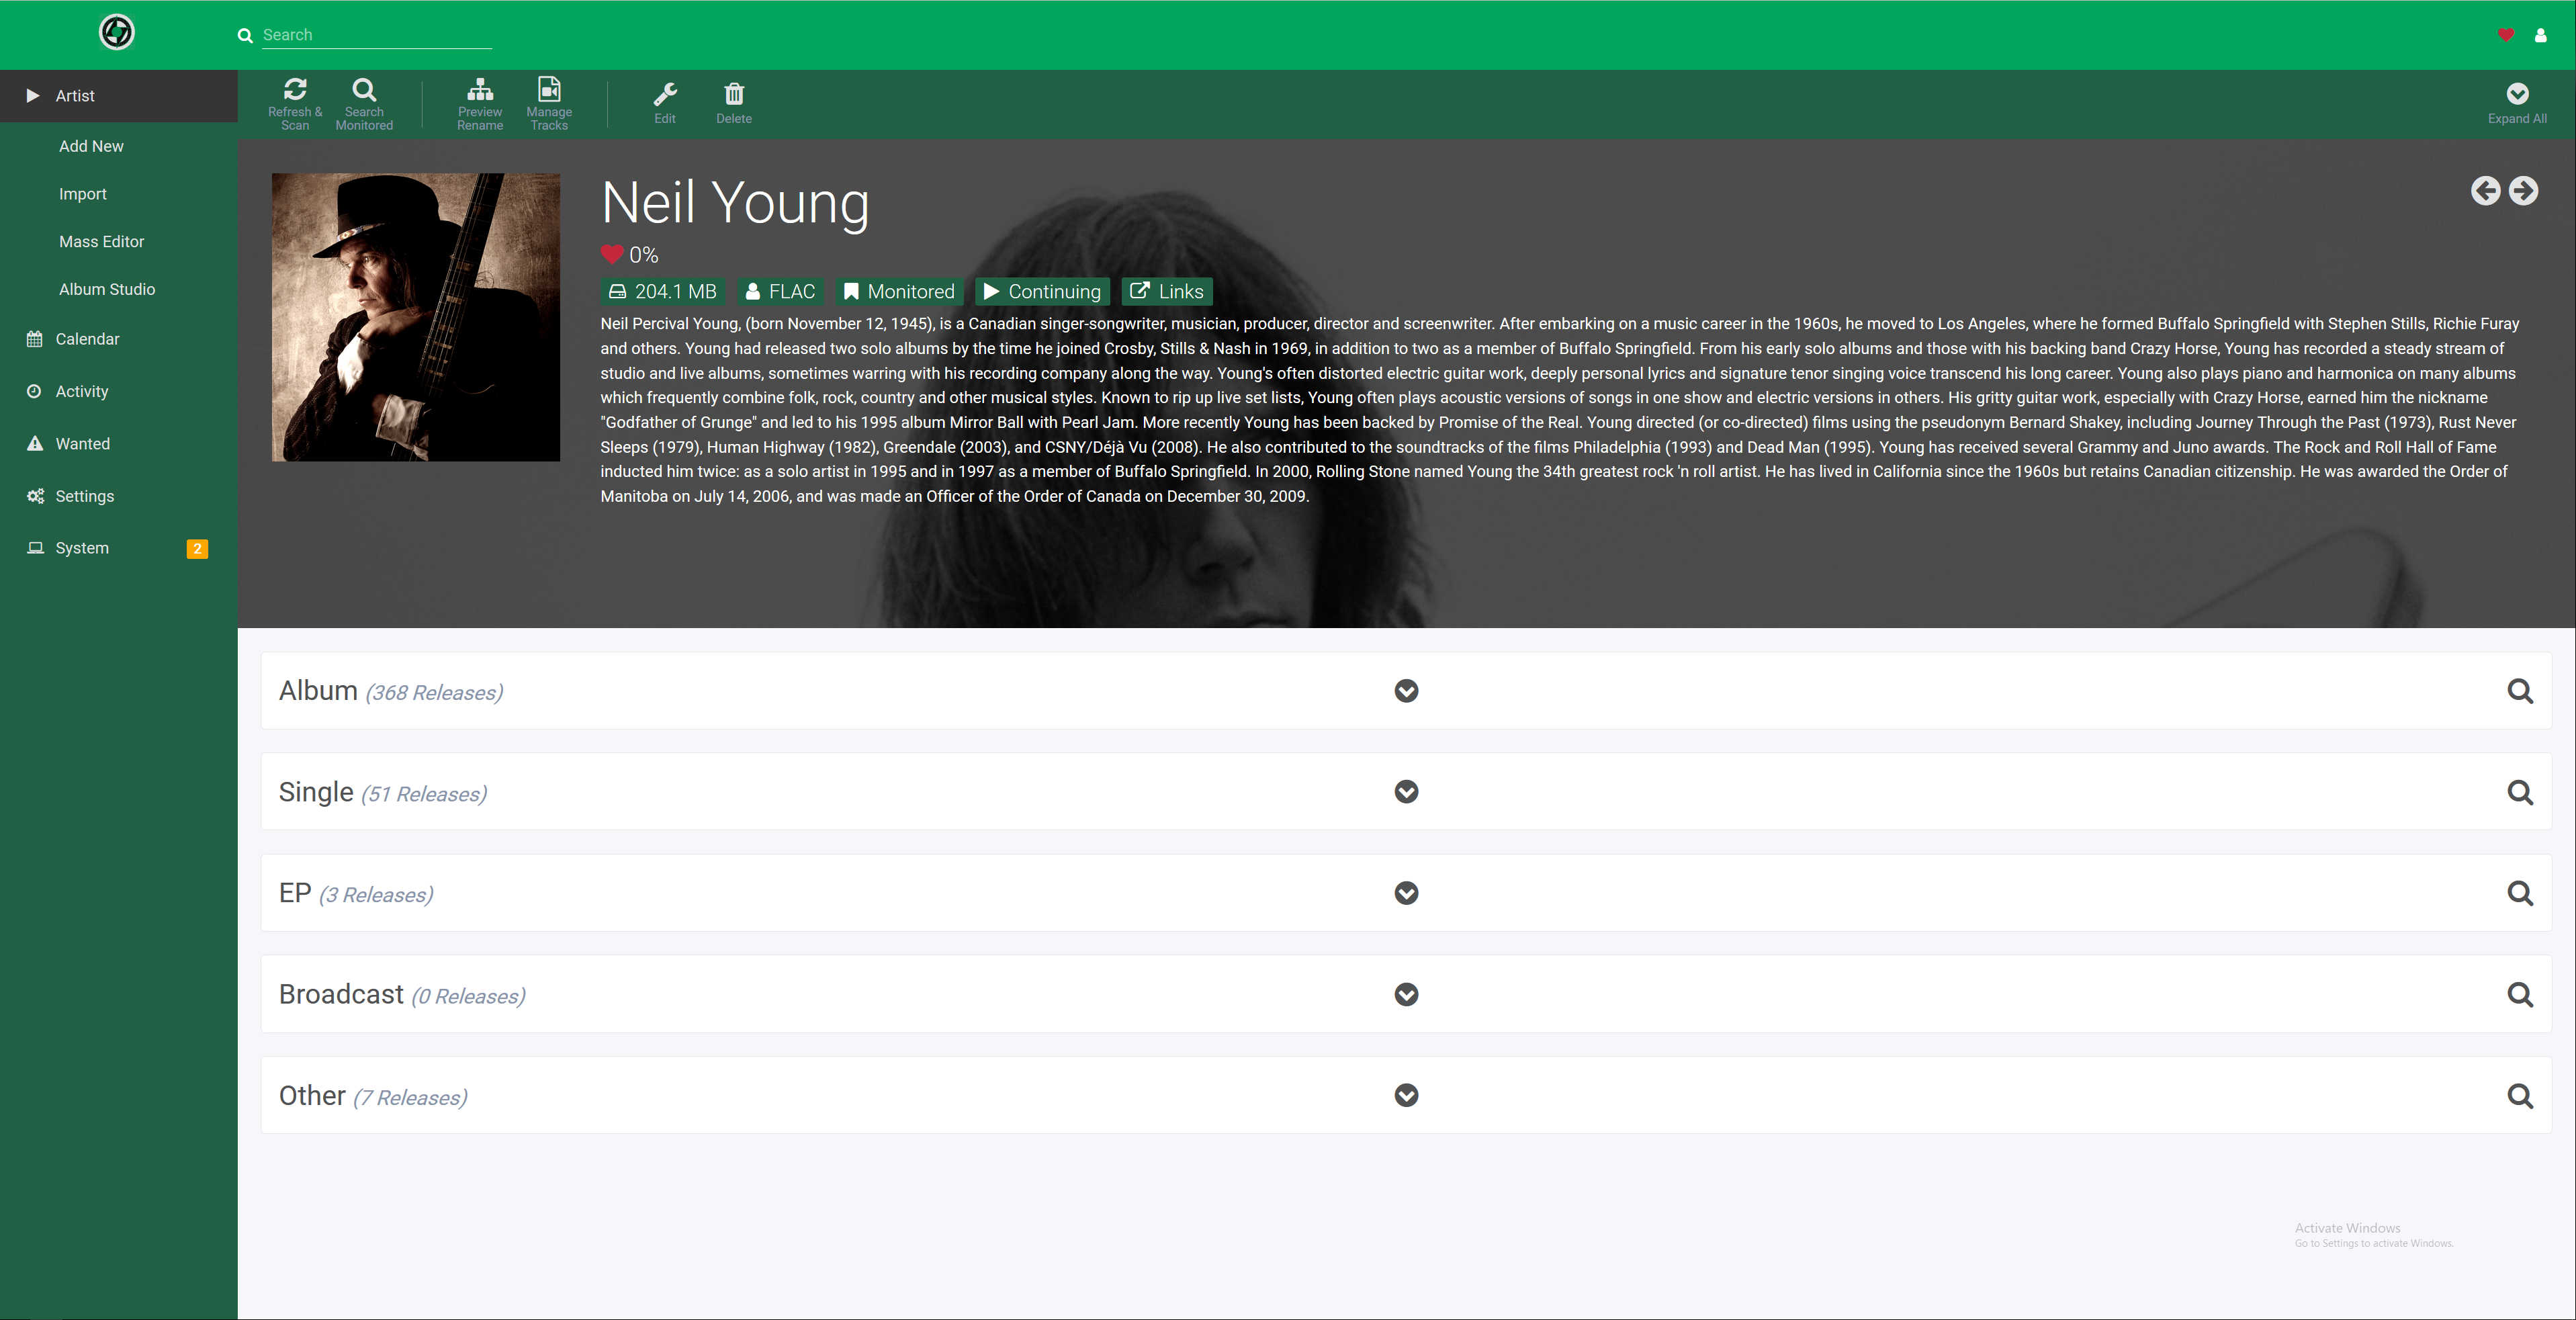 Search
Artist
Add New
Import
Mass Editor
Album Studio
Calendar
Activity
Wanted
Settings
System
2
Refresh &
Scan
Search
Monitored
Preview
Rename
Manage
Tracks
Edit
Delete
Expand All
Neil Young
0%
204.1 MB
FLAC
Monitored
Continuing
Links
Neil Percival Young, (born November 12, 1945), is a Canadian singer-songwriter, musician, producer, director and screenwriter. After embarking on a music career in the 1960s, he moved to Los Angeles, where he formed Buffalo Springfield with Stephen Stills, Richie Furay
and others. Young had released two solo albums by the time he joined Crosby, Stills & Nash in 1969, in addition to two as a member of Buffalo Springfield. From his early solo albums and those with his backing band Crazy Horse, Young has recorded a steady stream of
studio and live albums, sometimes warring with his recording company along the way. Young's often distorted electric guitar work, deeply personal lyrics and signature tenor singing voice transcend his long career. Young also plays piano and harmonica on many albums
which frequently combine folk, rock, country and other musical styles. Known to rip up live set lists, Young often plays acoustic versions of songs in one show and electric versions in others. His gritty guitar work, especially with Crazy Horse, earned him the nickname
"Godfather of Grunge" and led to his 1995 album Mirror Ball with Pearl Jam. More recently Young has been backed by Promise of the Real. Young directed (or co-directed) films using the pseudonym Bernard Shakey, including Journey Through the Past (1973), Rust Never
Sleeps (1979), Human Highway (1982), Greendale (2003), and CSNY/Déjà Vu (2008). He also contributed to the soundtracks of the films Philadelphia (1993) and Dead Man (1995). Young has received several Grammy and Juno awards. The Rock and Roll Hall of Fame
inducted him twice: as a solo artist in 1995 and in 1997 as a member of Buffalo Springfield. In 2000, Rolling Stone named Young the 34th greatest rock 'n roll artist. He has lived in California since the 1960s but retains Canadian citizenship. He was awarded the Order of
Manitoba on July 14, 2006, and was made an Officer of the Order of Canada on December 30, 2009.
Album (368 Releases)
Single (51 Releases)
EP (3 Releases)
Broadcast (0 Releases)
Other (7 Releases)
Activate Windows
Go to Settings to activate Windows.